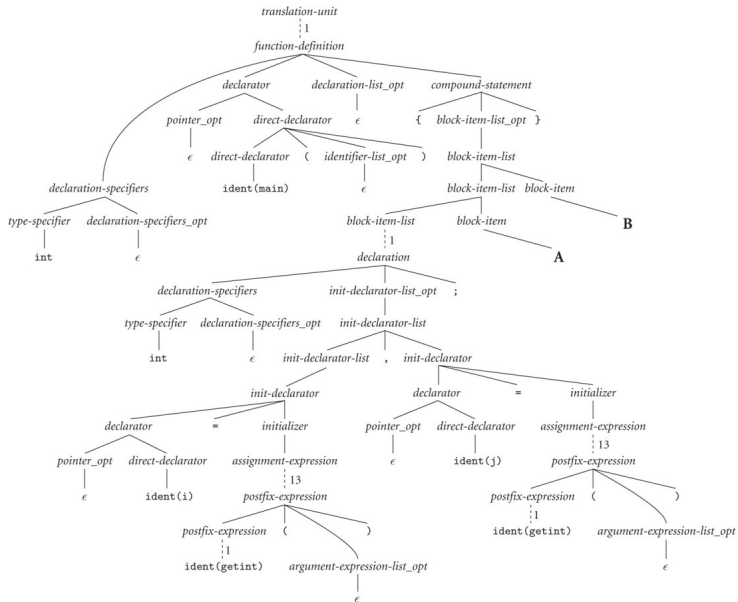 translation-unit
1
function-definition
declarator declaration-list_opt compound-statement
pointer_opt direct-declarator ϵ { block-item-list_opt }
ϵ direct-declarator ( identifier-list_opt ) block-item-list
declaration-specifiers ident(main) ϵ block-item-list block-item
type-specifier declaration-specifiers_opt block-item-list block-item B
int ϵ 1 A
declaration
declaration-specifiers init-declarator-list_opt ;
type-specifier declaration-specifiers_opt init-declarator-list
int ϵ init-declarator-list , init-declarator
init-declarator declarator = initializer
declarator = initializer pointer_opt direct-declarator assignment-expression
13
pointer_opt direct-declarator assignment-expression ϵ ident(j) postfix-expression
13
ϵ ident(i) postfix-expression postfix-expression ( )
1
postfix-expression ( ) ident(getint) argument-expression-list_opt
1
ident(getint) argument-expression-list_opt ϵ
ϵ